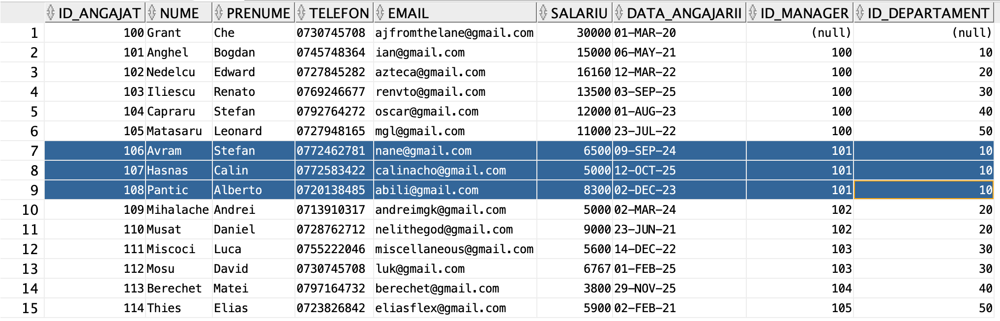 ID_ANGAJAT NUME PRENUME TELEFON EMAIL SALARIU DATA_ANGAJARII ID_MANAGER ID_DEPARTAMENT
1 100 Grant Che 0730745708 ajfromthelane@gmail.com 30000 01-MAR-20 (null) (null)
2 101 Anghel Bogdan 0745748364 ian@gmail.com 15000 06-MAY-21 100 10
3 102 Nedelcu Edward 0727845282 azteca@gmail.com 16160 12-MAR-22 100 20
4 103 Iliescu Renato 0769246677 renvto@gmail.com 13500 03-SEP-25 100 30
5 104 Capraru Stefan 0792764272 oscar@gmail.com 12000 01-AUG-23 100 40
6 105 Matasaru Leonard 0727948165 mgl@gmail.com 11000 23-JUL-22 100 50
7 106 Avram Stefan 0772462781 nane@gmail.com 6500 09-SEP-24 101 10
8 107 Hasnas Calin 0772583422 calinacho@gmail.com 5000 12-OCT-25 101 10
9 108 Pantic Alberto 0720138485 abili@gmail.com 8300 02-DEC-23 101 10
10 109 Mihalache Andrei 0713910317 andreimgk@gmail.com 5000 02-MAR-24 102 20
11 110 Musat Daniel 0728762712 nelithegod@gmail.com 9000 23-JUN-21 102 20
12 111 Miscoci Luca 0755222046 miscellaneous@gmail.com 5600 14-DEC-22 103 30
13 112 Mosu David 0730745708 luk@gmail.com 6767 01-FEB-25 103 30
14 113 Berechet Matei 0797164732 berechet@gmail.com 3800 29-NOV-25 104 40
15 114 Thies Elias 0723826842 eliasflex@gmail.com 5900 02-FEB-21 105 50